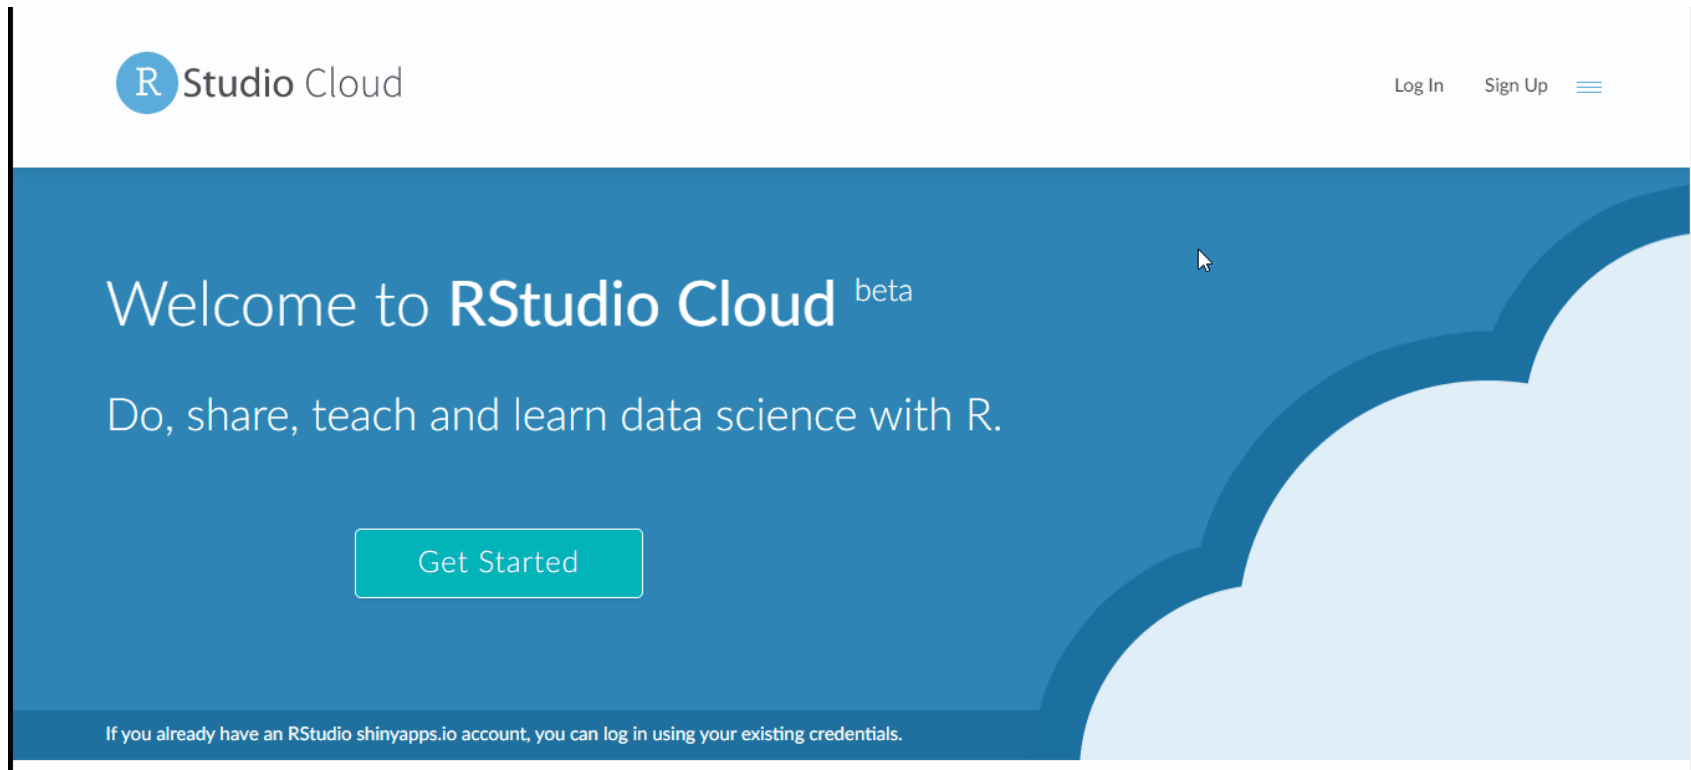 R Studio Cloud
Log In Sign Up
Welcome to RStudio Cloud beta
Do, share, teach and learn data science with R.
Get Started
If you already have an RStudio shinyapps.io account, you can log in using your existing credentials.